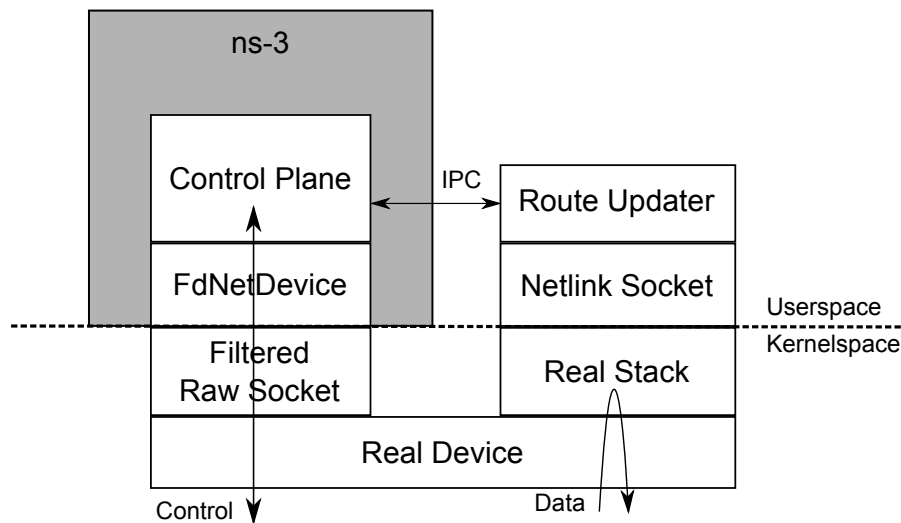 ns-3
Control Plane
IPC
Route Updater
FdNetDevice
Netlink Socket
Userspace
Kernelspace
Filtered
Raw Socket
Real Stack
Real Device
Control
Data